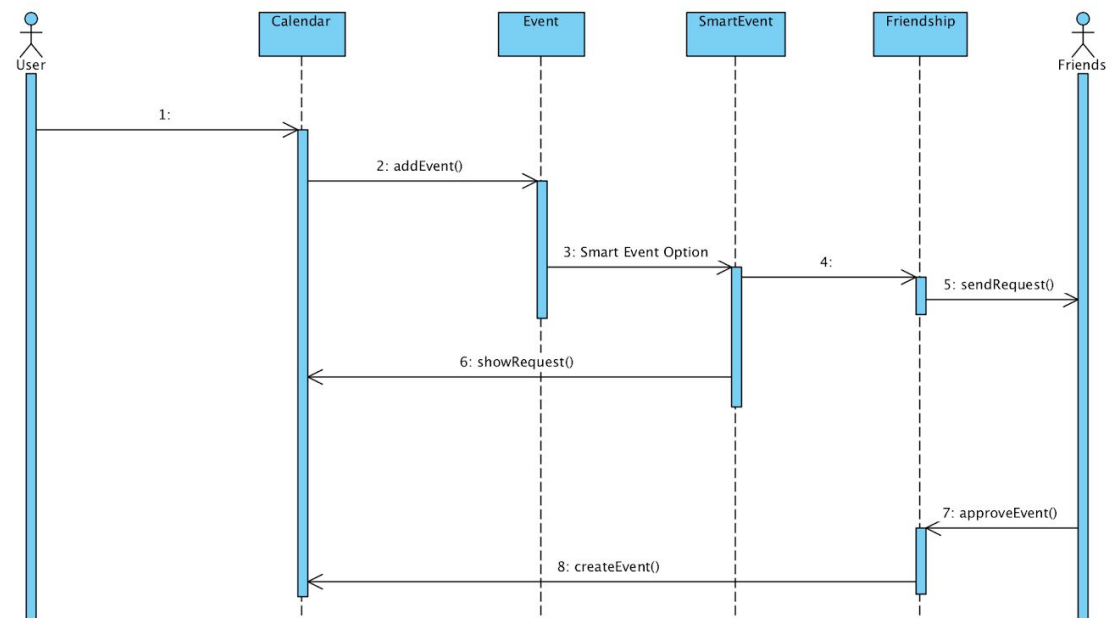 Calendar
Event
SmartEvent
Friendship
User
Friends
1:
2: addEvent()
3: Smart Event Option
4:
5: sendRequest()
6: showRequest()
7: approveEvent()
8: createEvent()